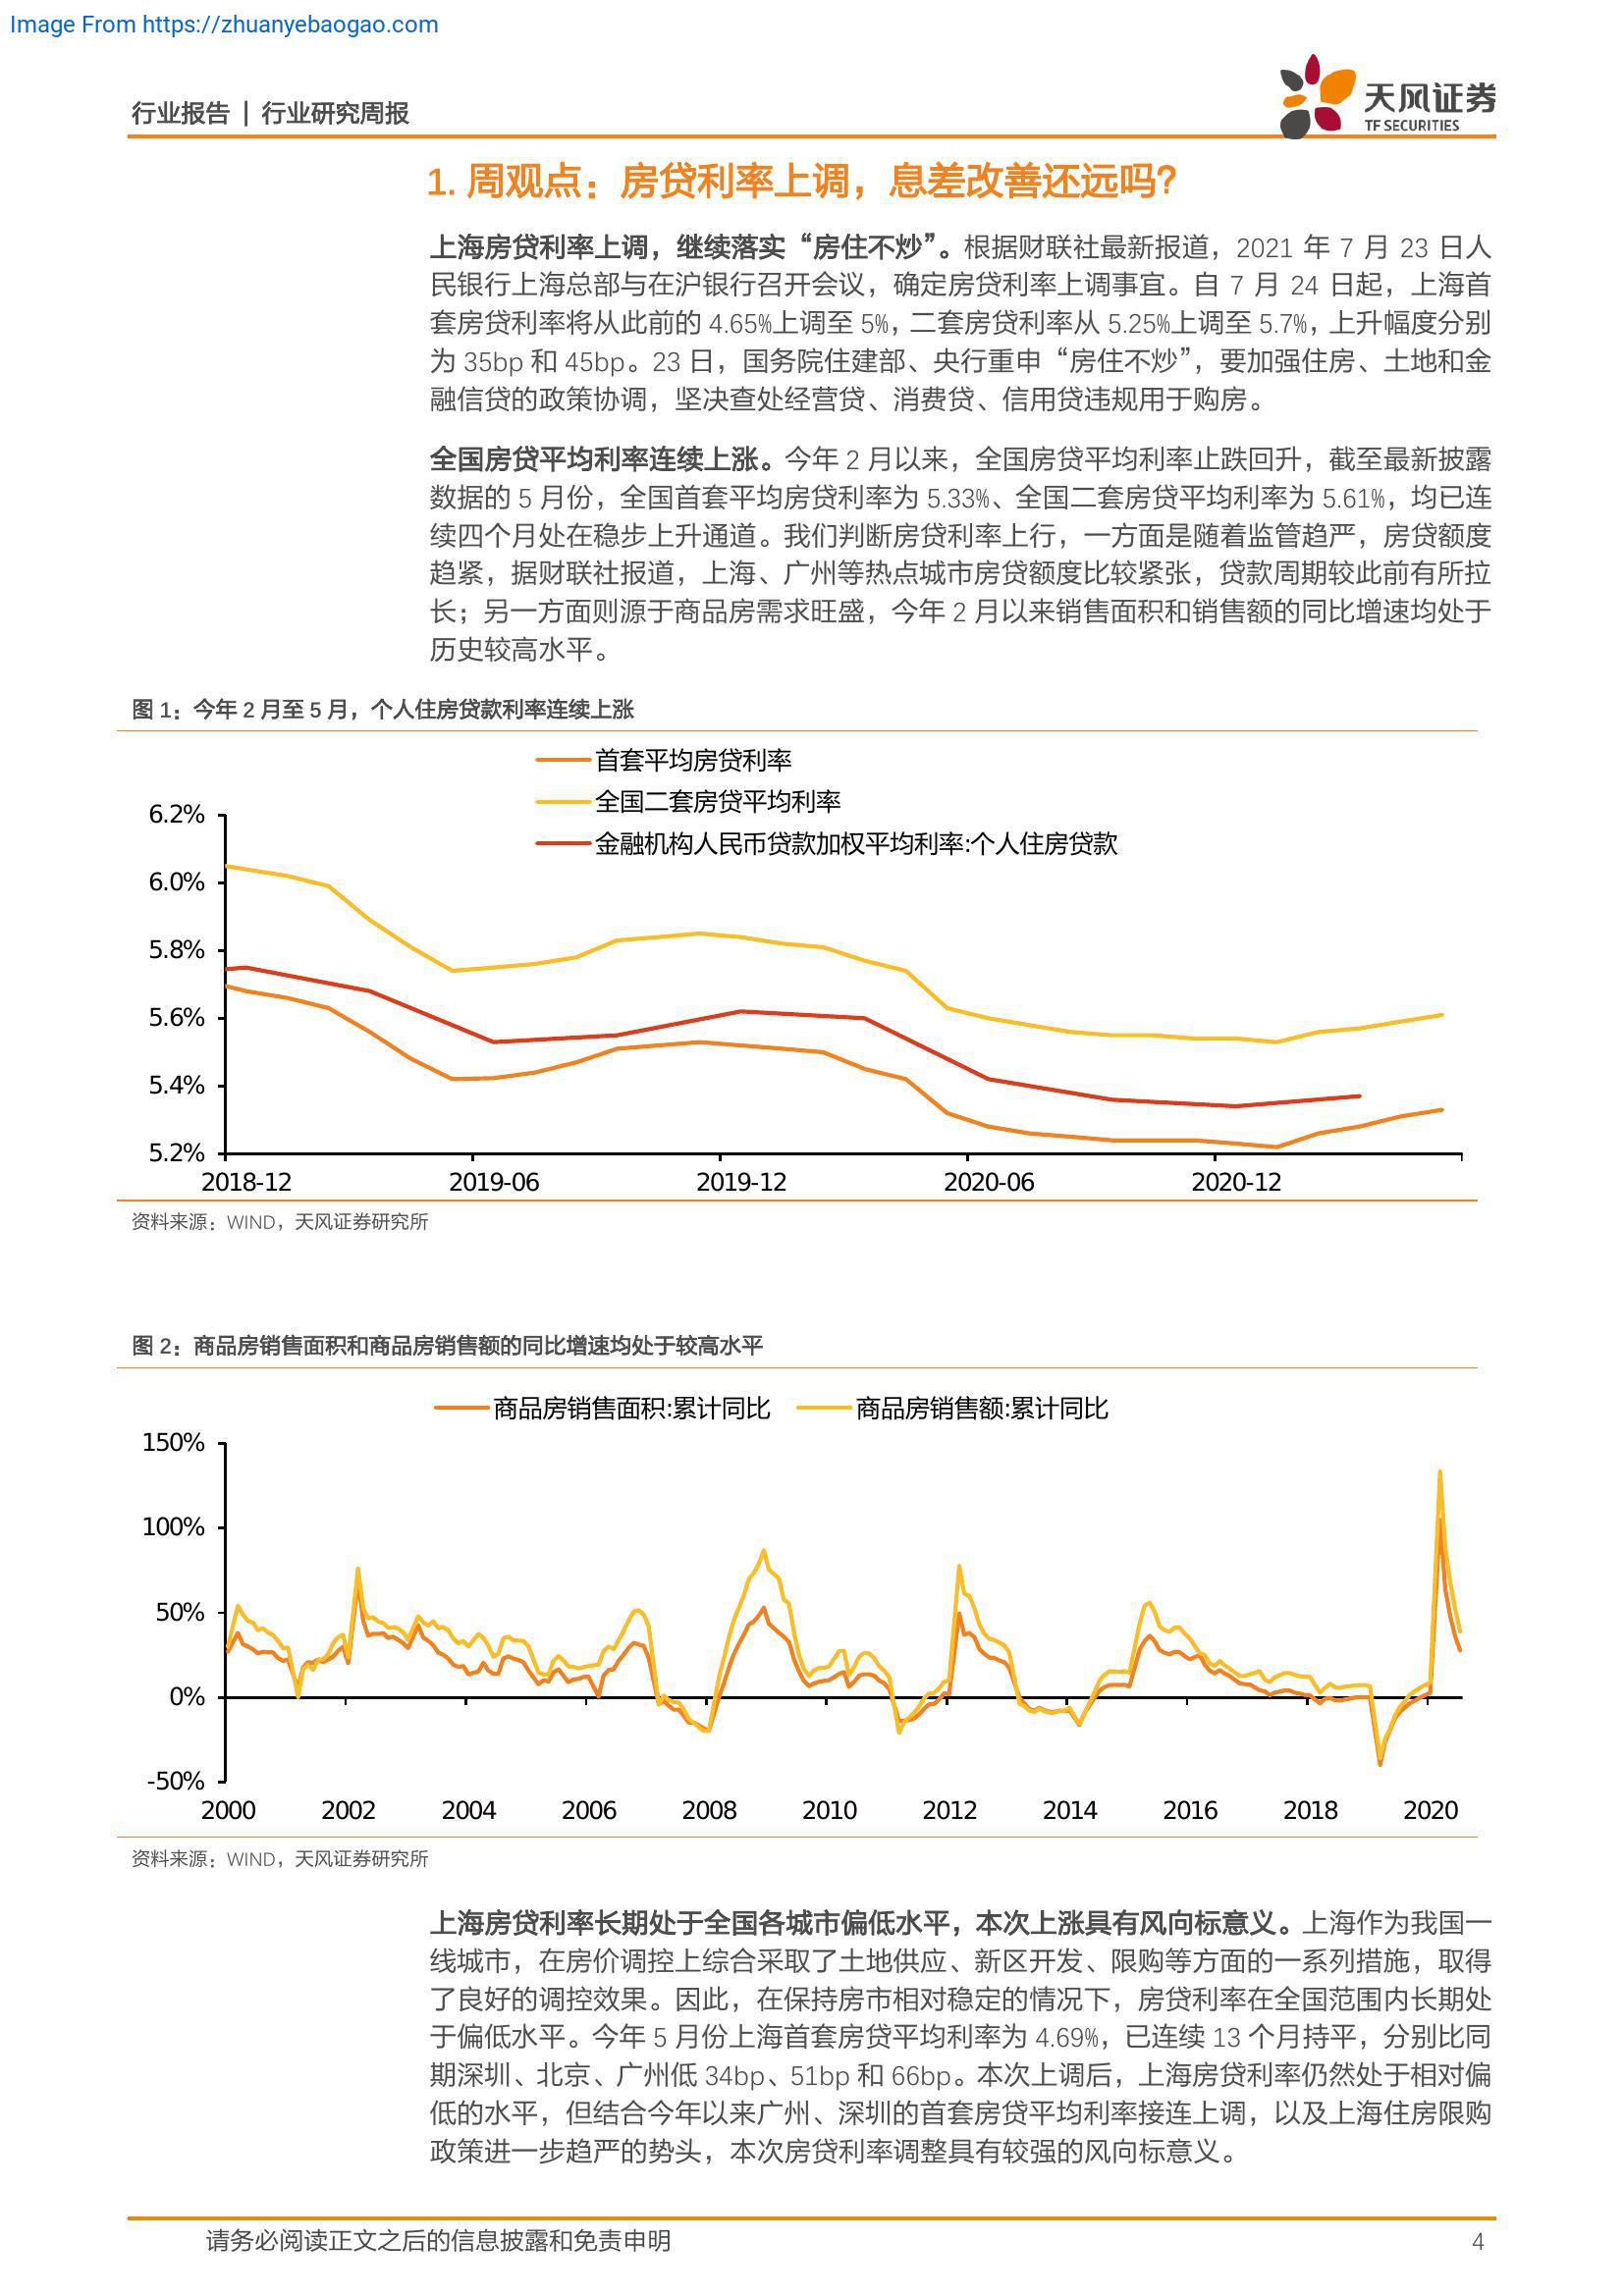 Image From https://zhuanyebaogao.com
行业报告 | 行业研究周报
天风证券
TF SECURITIES
1. 周观点：房贷利率上调，息差改善还远吗？
上海房贷利率上调，继续落实“房住不炒”。根据财联社最新报道，2021 年 7 月 23 日人
民银行上海总部与在沪银行召开会议，确定房贷利率上调事宜。自 7 月 24 日起，上海首
套房贷利率将从此前的 4.65%上调至 5%，二套房贷利率从 5.25%上调至 5.7%，上升幅度分别
为 35bp 和 45bp。23 日，国务院住建部、央行重申“房住不炒”，要加强住房、土地和金
融信贷的政策协调，坚决查处经营贷、消费贷、信用贷违规用于购房。
全国房贷平均利率连续上涨。今年 2 月以来，全国房贷平均利率止跌回升，截至最新披露
数据的 5 月份，全国首套平均房贷利率为 5.33%、全国二套房贷平均利率为 5.61%，均已连
续四个月处在稳步上升通道。我们判断房贷利率上行，一方面是随着监管趋严，房贷额度
趋紧，据财联社报道，上海、广州等热点城市房贷额度比较紧张，贷款周期较此前有所拉
长；另一方面则源于商品房需求旺盛，今年 2 月以来销售面积和销售额的同比增速均处于
历史较高水平。
图 1：今年 2 月至 5 月，个人住房贷款利率连续上涨
首套平均房贷利率
全国二套房贷平均利率
金融机构人民币贷款加权平均利率:个人住房贷款
6.2%
6.0%
5.8%
5.6%
5.4%
5.2%
2018-12 2019-06 2019-12 2020-06 2020-12
资料来源：WIND，天风证券研究所
图 2：商品房销售面积和商品房销售额的同比增速均处于较高水平
商品房销售面积:累计同比 商品房销售额:累计同比
150%
100%
50%
0%
-50%
2000 2002 2004 2006 2008 2010 2012 2014 2016 2018 2020
资料来源：WIND，天风证券研究所
上海房贷利率长期处于全国各城市偏低水平，本次上涨具有风向标意义。上海作为我国一
线城市，在房价调控上综合采取了土地供应、新区开发、限购等方面的一系列措施，取得
了良好的调控效果。因此，在保持房市相对稳定的情况下，房贷利率在全国范围内长期处
于偏低水平。今年 5 月份上海首套房贷平均利率为 4.69%，已连续 13 个月持平，分别比同
期深圳、北京、广州低 34bp、51bp 和 66bp。本次上调后，上海房贷利率仍然处于相对偏
低的水平，但结合今年以来广州、深圳的首套房贷平均利率接连上调，以及上海住房限购
政策进一步趋严的势头，本次房贷利率调整具有较强的风向标意义。
请务必阅读正文之后的信息披露和免责申明 4